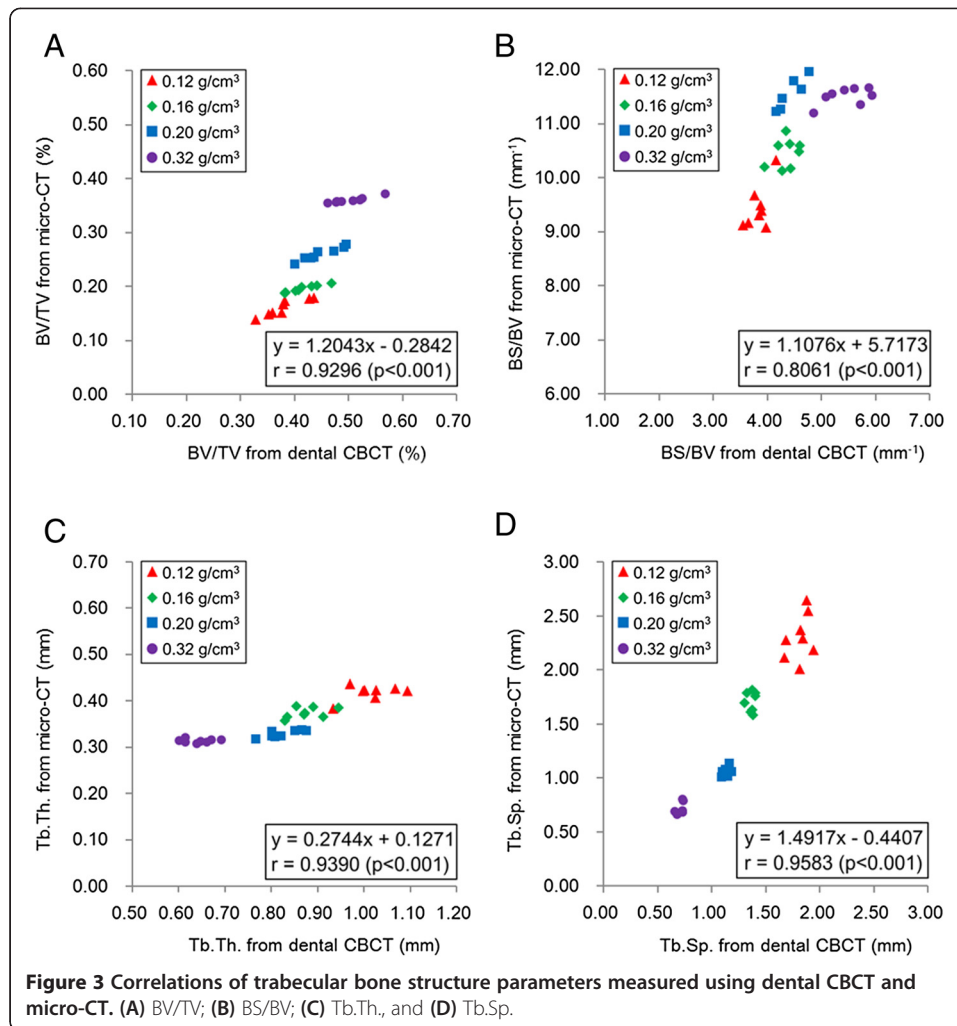 A
0.60
0.50
0.40
0.30
0.20
0.10
0.00
BV/TV from micro-CT (%)
0.12 g/cm³
0.16 g/cm³
0.20 g/cm³
0.32 g/cm³
y = 1.2043x - 0.2842
r = 0.9296 (p<0.001)
0.10 0.20 0.30 0.40 0.50 0.60 0.70
BV/TV from dental CBCT (%)
B
12.00
11.00
10.00
9.00
8.00
7.00
6.00
BS/BV from micro-CT (mm⁻¹)
0.12 g/cm³
0.16 g/cm³
0.20 g/cm³
0.32 g/cm³
y = 1.1076x + 5.7173
r = 0.8061 (p<0.001)
1.00 2.00 3.00 4.00 5.00 6.00 7.00
BS/BV from dental CBCT (mm⁻¹)
C
0.70
0.60
0.50
0.40
0.30
0.20
0.10
0.00
Tb.Th. from micro-CT (mm)
0.12 g/cm³
0.16 g/cm³
0.20 g/cm³
0.32 g/cm³
y = 0.2744x + 0.1271
r = 0.9390 (p<0.001)
0.50 0.60 0.70 0.80 0.90 1.00 1.10 1.20
Tb.Th. from dental CBCT (mm)
D
3.00
2.50
2.00
1.50
1.00
0.50
0.00
Tb.Sp. from micro-CT (mm)
0.12 g/cm³
0.16 g/cm³
0.20 g/cm³
0.32 g/cm³
y = 1.4917x - 0.4407
r = 0.9583 (p<0.001)
0.00 0.50 1.00 1.50 2.00 2.50 3.00
Tb.Sp. from dental CBCT (mm)
Figure 3 Correlations of trabecular bone structure parameters measured using dental CBCT and
micro-CT. (A) BV/TV; (B) BS/BV; (C) Tb.Th., and (D) Tb.Sp.